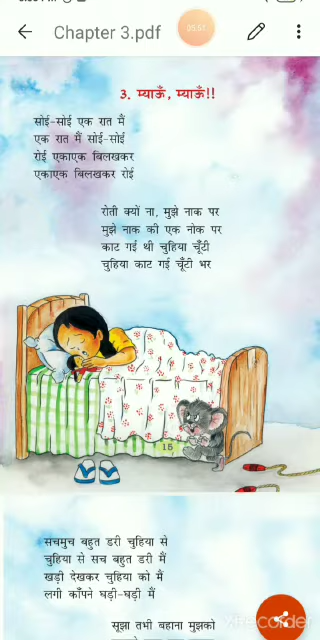 Chapter 3.pdf
३. म्याऊँ, म्याऊँ!!
सोई-सोई एक रात मैं
एक रात मैं सोई-सोई
रोई एकाएक बिलखकर
एकाएक बिलखकर रोई
रोती क्यों ना, मुझे नाक पर
मुझे नाक की एक नोक पर
काट गई थी चुहिया चूँटी
चुहिया काट गई चूँटी भर
15
सचमुच बहुत डरी चुहिया से
चुहिया से सच बहुत डरी मैं
खड़ी देखकर चुहिया को मैं
लगी काँपने घड़ी-घड़ी मैं
सूझा तभी बहाना मुझको
XRecorder